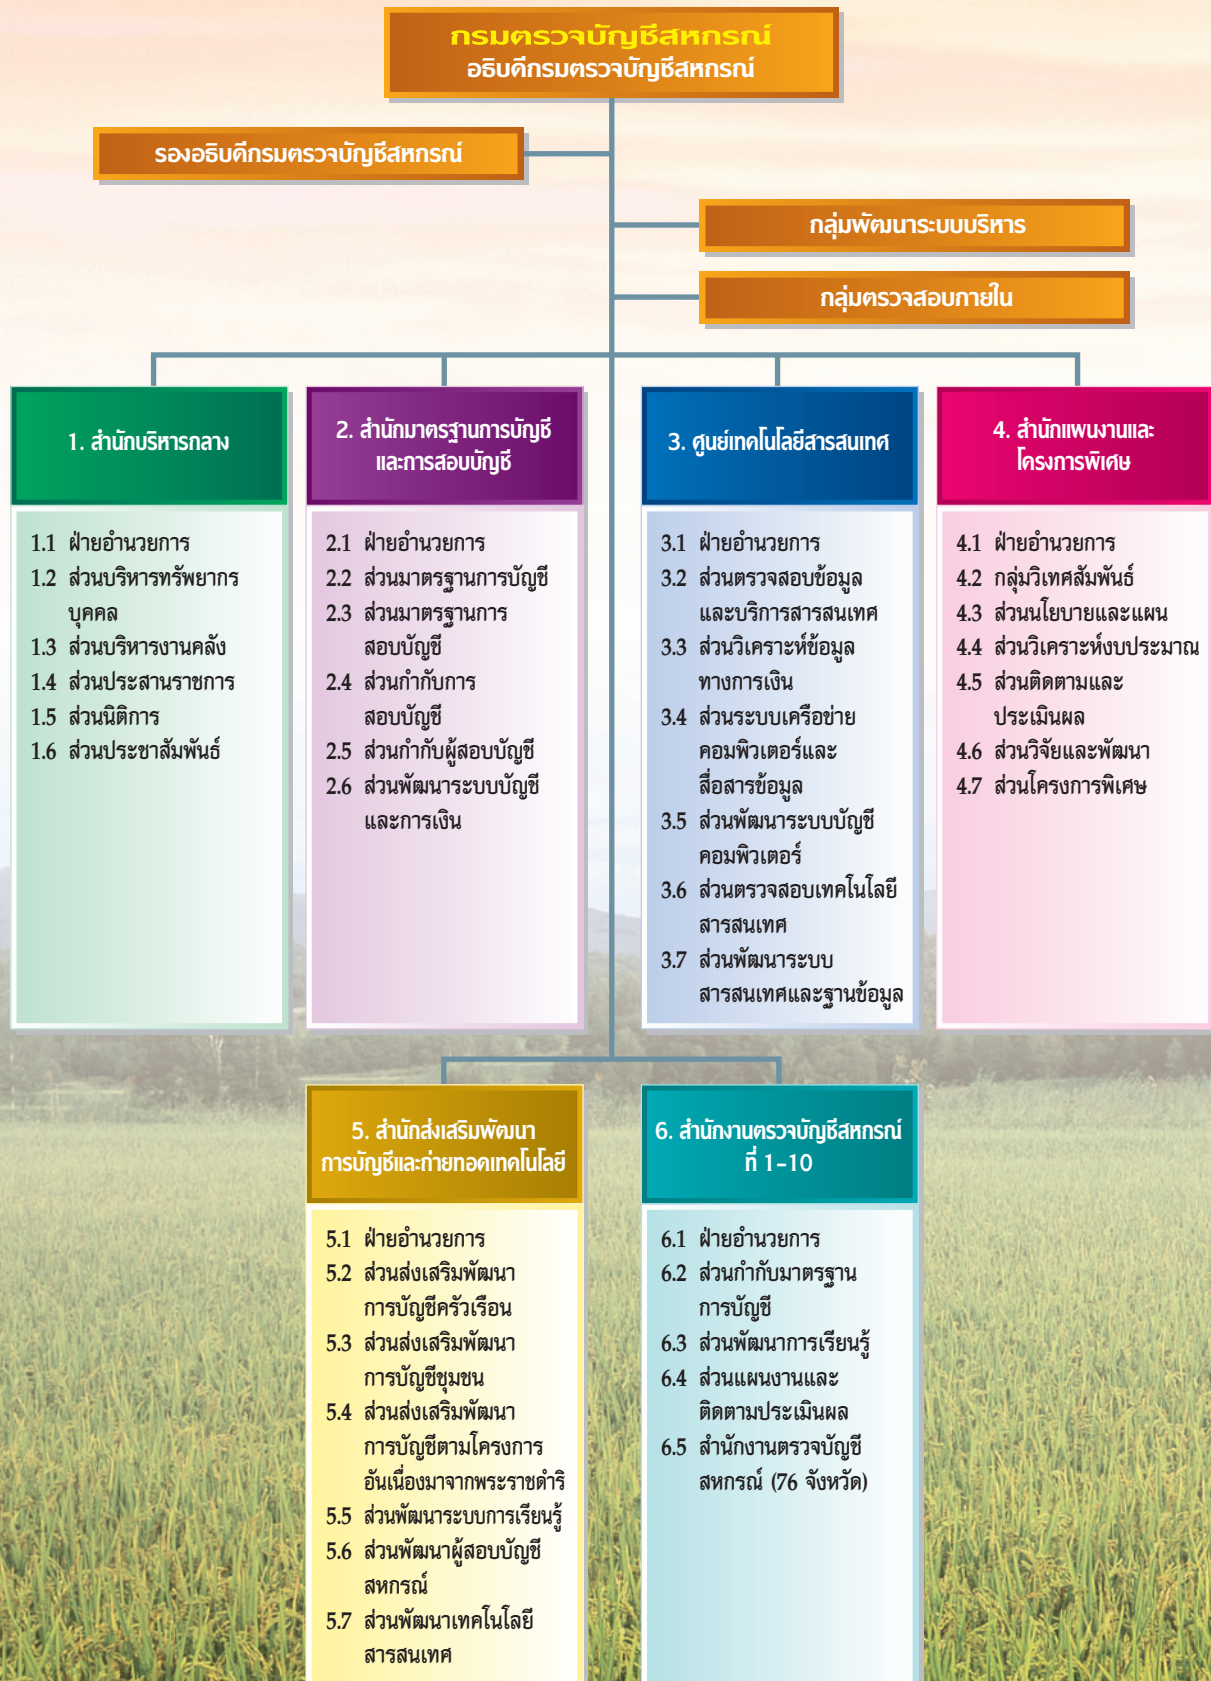 กรมตรวจบัญชีสหกรณ์
อธิบดีกรมตรวจบัญชีสหกรณ์
รองอธิบดีกรมตรวจบัญชีสหกรณ์
กลุ่มพัฒนาระบบบริหาร
กลุ่มตรวจสอบภายใน
1. สำนักบริหารกลาง
1.1 ฝ่ายอำนวยการ
1.2 ส่วนบริหารทรัพยากร
บุคคล
1.3 ส่วนบริหารงานคลัง
1.4 ส่วนประสานราชการ
1.5 ส่วนนิติการ
1.6 ส่วนประชาสัมพันธ์
2. สำนักมาตรฐานการบัญชี
และการสอบบัญชี
2.1 ฝ่ายอำนวยการ
2.2 ส่วนมาตรฐานการบัญชี
2.3 ส่วนมาตรฐานการ
สอบบัญชี
2.4 ส่วนกำกับการ
สอบบัญชี
2.5 ส่วนกำกับผู้สอบบัญชี
2.6 ส่วนพัฒนาระบบบัญชี
และการเงิน
3. ศูนย์เทคโนโลยีสารสนเทศ
3.1 ฝ่ายอำนวยการ
3.2 ส่วนตรวจสอบข้อมูล
และบริการสารสนเทศ
3.3 ส่วนวิเคราะห์ข้อมูล
ทางการเงิน
3.4 ส่วนระบบเครือข่าย
คอมพิวเตอร์และ
สื่อสารข้อมูล
3.5 ส่วนพัฒนาระบบบัญชี
คอมพิวเตอร์
3.6 ส่วนตรวจสอบเทคโนโลยี
สารสนเทศ
3.7 ส่วนพัฒนาระบบ
สารสนเทศและฐานข้อมูล
4. สำนักแผนงานและ
โครงการพิเศษ
4.1 ฝ่ายอำนวยการ
4.2 กลุ่มวิเทศสัมพันธ์
4.3 ส่วนนโยบายและแผน
4.4 ส่วนวิเคราะห์งบประมาณ
4.5 ส่วนติดตามและ
ประเมินผล
4.6 ส่วนวิจัยและพัฒนา
4.7 ส่วนโครงการพิเศษ
5. สำนักส่งเสริมพัฒนา
การบัญชีและถ่ายทอดเทคโนโลยี
5.1 ฝ่ายอำนวยการ
5.2 ส่วนส่งเสริมพัฒนา
การบัญชีครัวเรือน
5.3 ส่วนส่งเสริมพัฒนา
การบัญชีชุมชน
5.4 ส่วนส่งเสริมพัฒนา
การบัญชีตามโครงการ
อันเนื่องมาจากพระราชดำริ
5.5 ส่วนพัฒนาระบบการเรียนรู้
5.6 ส่วนพัฒนาผู้สอบบัญชี
สหกรณ์
5.7 ส่วนพัฒนาเทคโนโลยี
สารสนเทศ
6. สำนักงานตรวจบัญชีสหกรณ์
ที่ 1-10
6.1 ฝ่ายอำนวยการ
6.2 ส่วนกำกับมาตรฐาน
การบัญชี
6.3 ส่วนพัฒนาการเรียนรู้
6.4 ส่วนแผนงานและ
ติดตามประเมินผล
6.5 สำนักงานตรวจบัญชี
สหกรณ์ (76 จังหวัด)